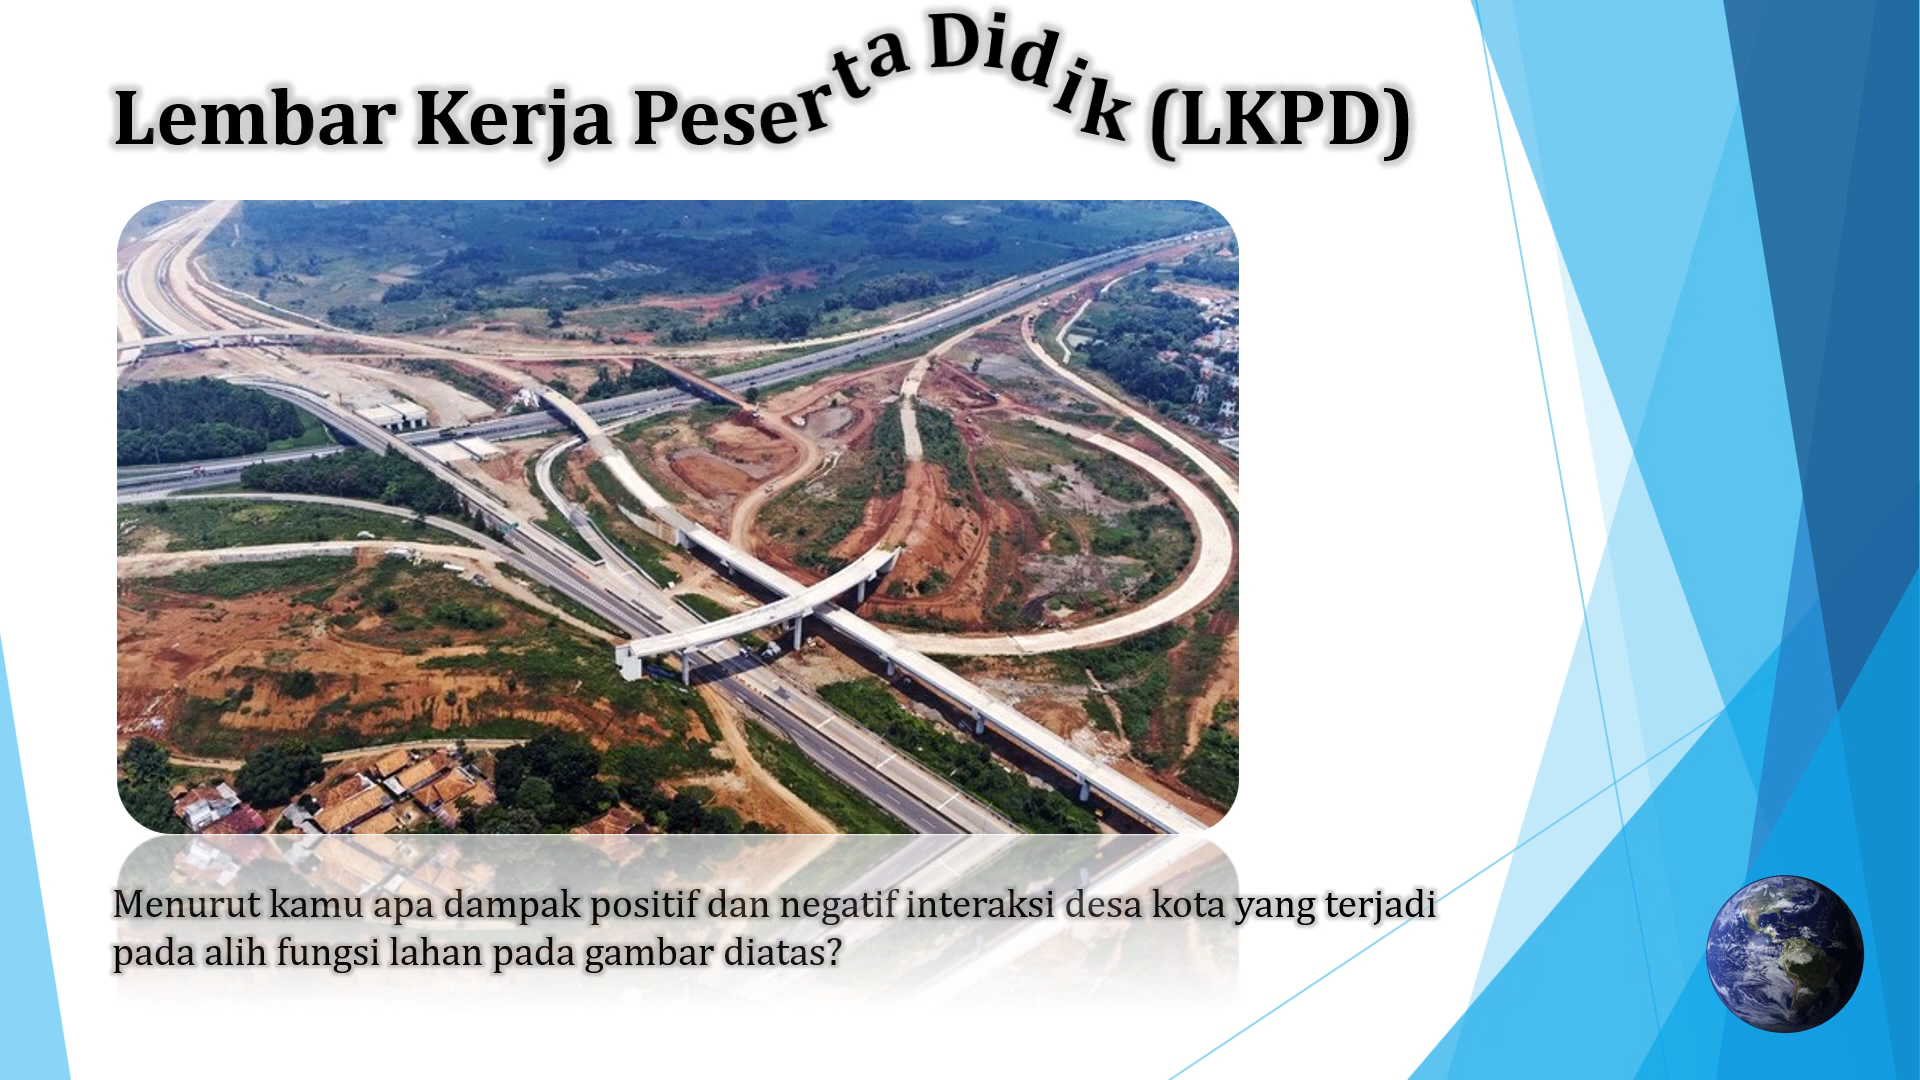 Lembar Kerja Peserta Didik (LKPD)
Menurut kamu apa dampak positif dan negatif interaksi desa kota yang terjadi
pada alih fungsi lahan pada gambar diatas?